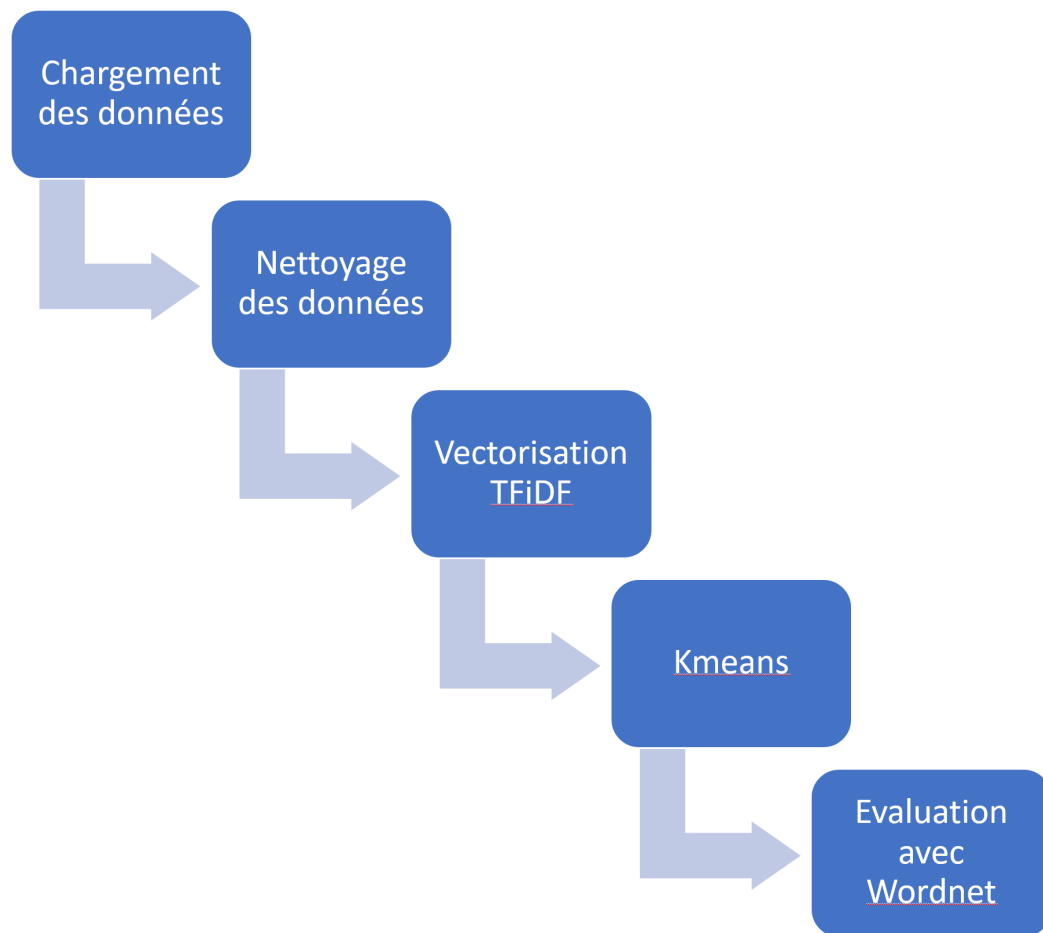 Chargement
des données
Nettoyage
des données
Vectorisation
TFiDF
Kmeans
Evaluation
avec
Wordnet